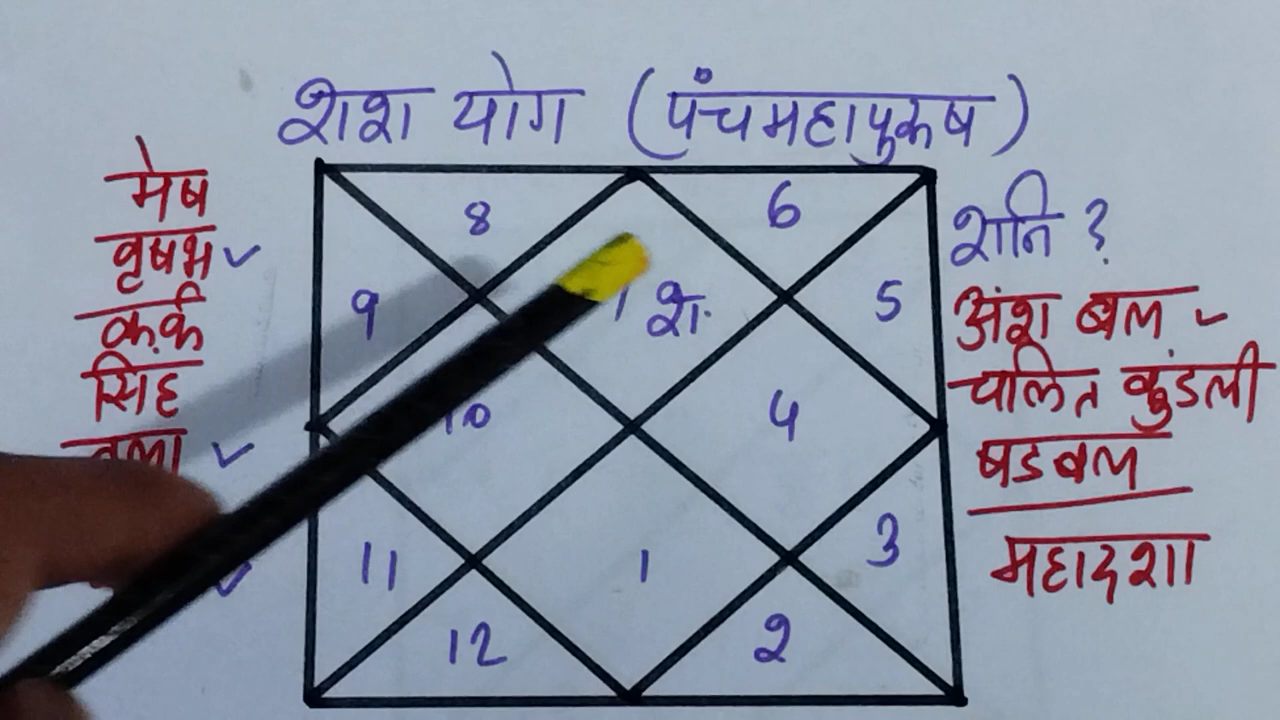 शश योग (पंचमहापुरूष)
मेष
वृषभ
कर्क
सिंह
तुला
शनि ?
अंश बल
चलित कुंडली
षडबल
महादशा
8
6
9
श.
5
10
4
11
1
3
12
2